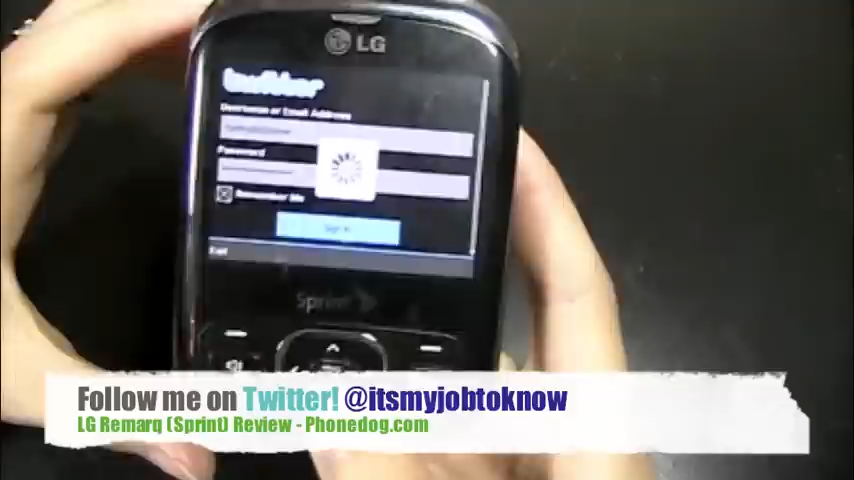 LG
twitter
Username or Email Address
Password
Remember Me
Sign In
Exit
Sprint
Follow me on Twitter! @itsmyjobtoknow
LG Remarq (Sprint) Review - Phonedog.com